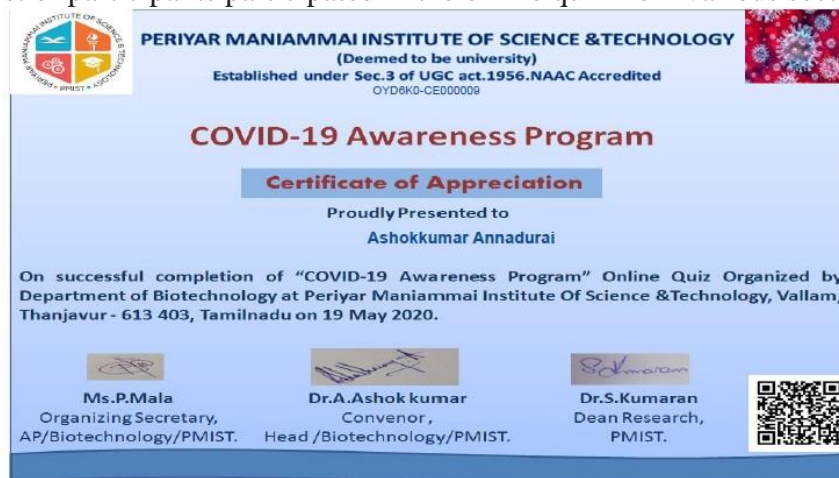 PERIYAR MANIAMMAI INSTITUTE OF SCIENCE &TECHNOLOGY
(Deemed to be university)
Established under Sec.3 of UGC act.1956.NAAC Accredited
OYD6K0-CE000009
COVID-19 Awareness Program
Certificate of Appreciation
Proudly Presented to
Ashokkumar Annadurai
On successful completion of “COVID-19 Awareness Program” Online Quiz Organized by
Department of Biotechnology at Periyar Maniammai Institute Of Science &Technology, Vallam,
Thanjavur - 613 403, Tamilnadu on 19 May 2020.
Ms.P.Mala
Organizing Secretary,
AP/Biotechnology/PMIST.
Dr.A.Ashok kumar
Convenor,
Head /Biotechnology/PMIST.
S.Kumaran
Dr.S.Kumaran
Dean Research,
PMIST.